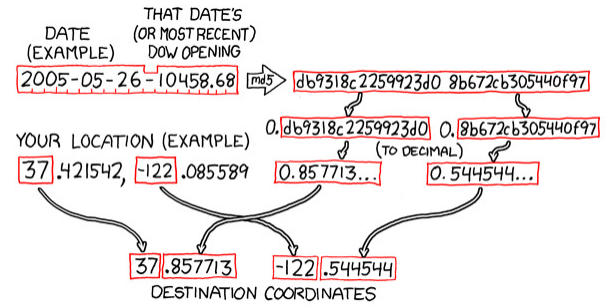 DATE
(EXAMPLE)
THAT DATE'S
(OR MOST RECENT)
DOW OPENING
2005-05-26-10458.68
md5
db9318c2259923d0 8b672cb305440f97
0.db9318c2259923d0
0.8b672cb305440f97
YOUR LOCATION (EXAMPLE)
(TO DECIMAL)
37.421542, -122.085589
0.857713...
0.544544...
37.857713
-122.544544
DESTINATION COORDINATES